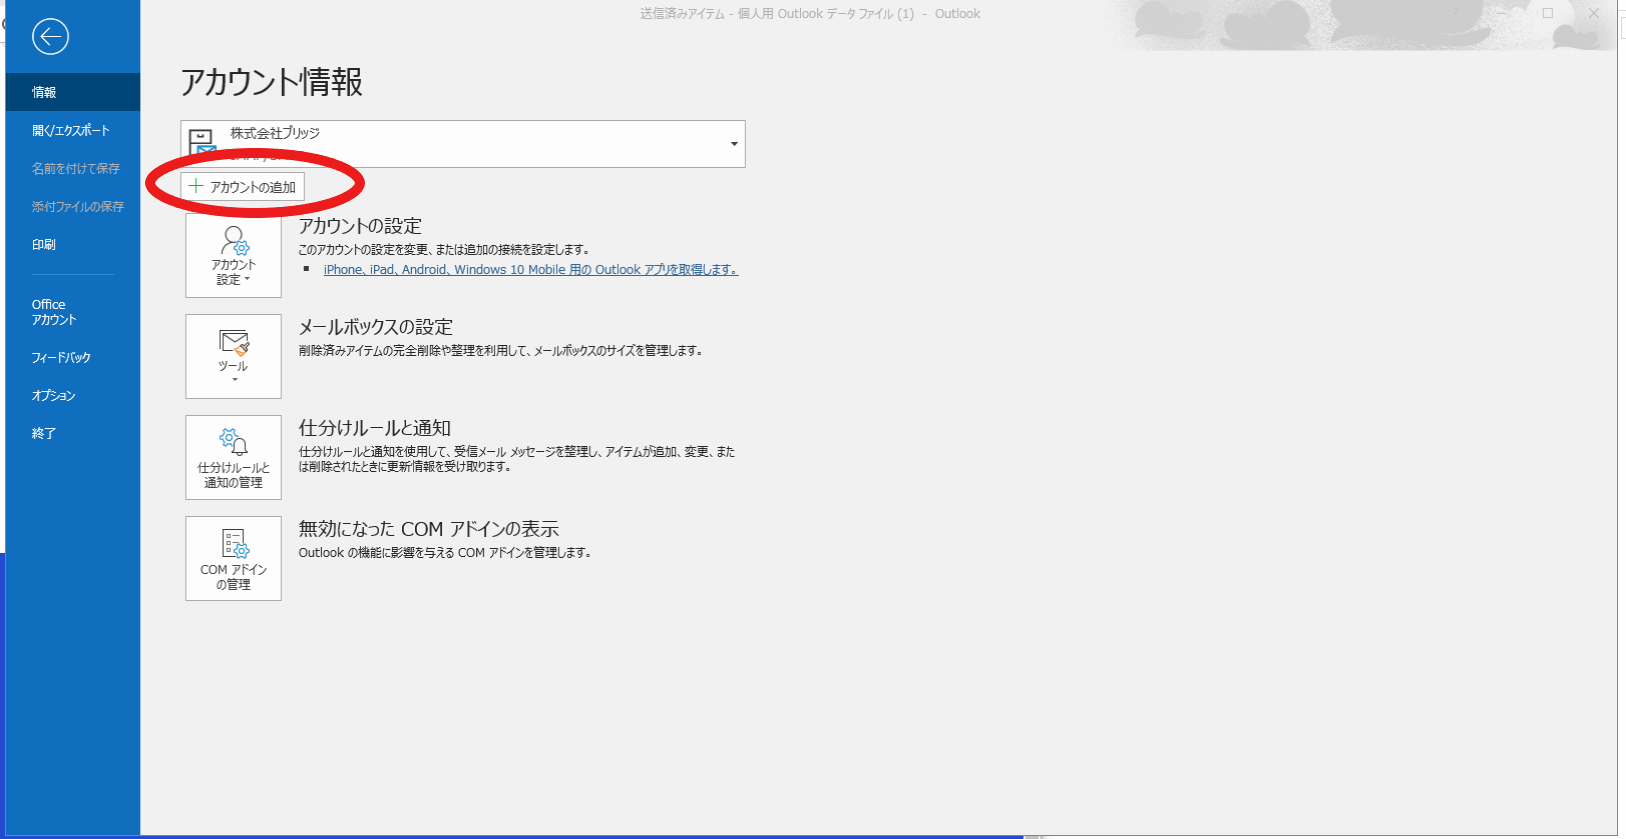 送信済みアイテム - 個人用 Outlook データ ファイル (1) - Outlook
アカウント情報
情報
開く/エクスポート
名前を付けて保存
添付ファイルの保存
印刷
Office
アカウント
フィードバック
オプション
終了
株式会社ブリッジ
アカウントの追加
アカウント
設定
アカウントの設定
このアカウントの設定を変更、または追加の接続を設定します。
iPhone、iPad、Android、Windows 10 Mobile 用の Outlook アプリを取得します。
ツール
メールボックスの設定
削除済みアイテムの完全削除や整理を利用して、メールボックスのサイズを管理します。
仕分けルールと
通知の管理
仕分けルールと通知
仕分けルールと通知を使用して、受信メール メッセージを整理し、アイテムが追加、変更、また
は削除されたときに更新情報を受け取ります。
COM アドイン
の管理
無効になった COM アドインの表示
Outlook の機能に影響を与える COM アドインを管理します。